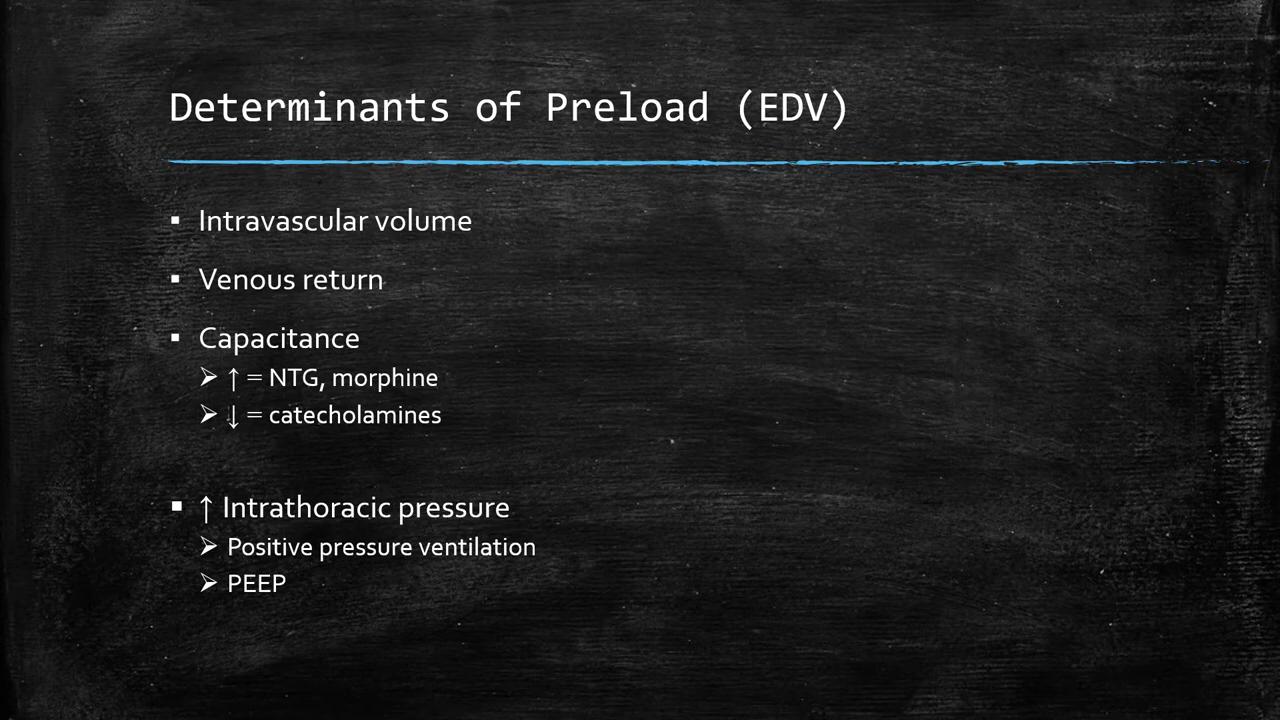 Determinants of Preload (EDV)
▪ Intravascular volume
▪ Venous return
▪ Capacitance
➢ ↑ = NTG, morphine
➢ ↓ = catecholamines
▪ ↑ Intrathoracic pressure
➢ Positive pressure ventilation
➢ PEEP